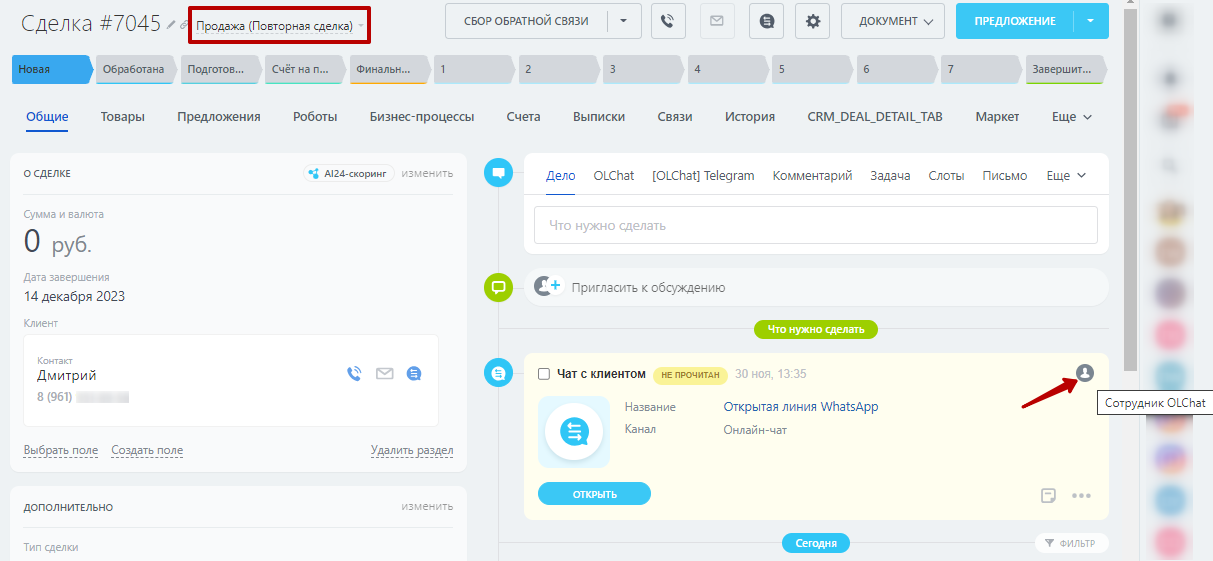 Сделка #7045 Продажа (Повторная сделка)
СБОР ОБРАТНОЙ СВЯЗИ
ДОКУМЕНТ
ПРЕДЛОЖЕНИЕ
Новая Обработана Подготов... Счёт на п... Финальн... 1 2 3 4 5 6 7 Завершит...
Общие Товары Предложения Роботы Бизнес-процессы Счета Выписки Связи История CRM_DEAL_DETAIL_TAB Маркет Еще
О СДЕЛКЕ AI24-скоринг изменить
Сумма и валюта
0 руб.
Дата завершения
14 декабря 2023
Клиент
Контакт
Дмитрий
8 (961)
Выбрать поле Создать поле Удалить раздел
ДОПОЛНИТЕЛЬНО изменить
Тип сделки
Дело OLChat [OLChat] Telegram Комментарий Задача Слоты Письмо Еще
Что нужно сделать
Пригласить к обсуждению
Что нужно сделать
Чат с клиентом НЕ ПРОЧИТАН 30 ноя, 13:35
Сотрудник OLChat
Название Открытая линия WhatsApp
Канал Онлайн-чат
ОТКРЫТЬ
Сегодня ФИЛЬТР